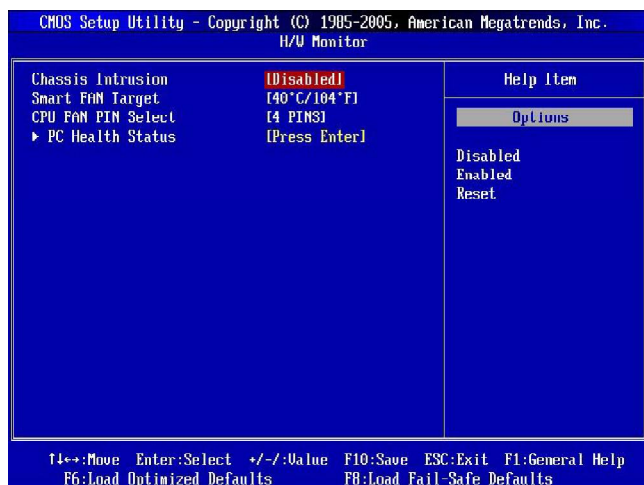 CMOS Setup Utility - Copyright (C) 1985-2005, American Megatrends, Inc.
H/W Monitor
Chassis Intrusion [Disabled]
Smart FAN Target [40°C/104°F]
CPU FAN PIN Select [4 PINS]
▶ PC Health Status [Press Enter]
Help Item
Options
Disabled
Enabled
Reset
↑↓←→:Move Enter:Select +/-/:Value F10:Save ESC:Exit F1:General Help
F6:Load Optimized Defaults F8:Load Fail-Safe Defaults